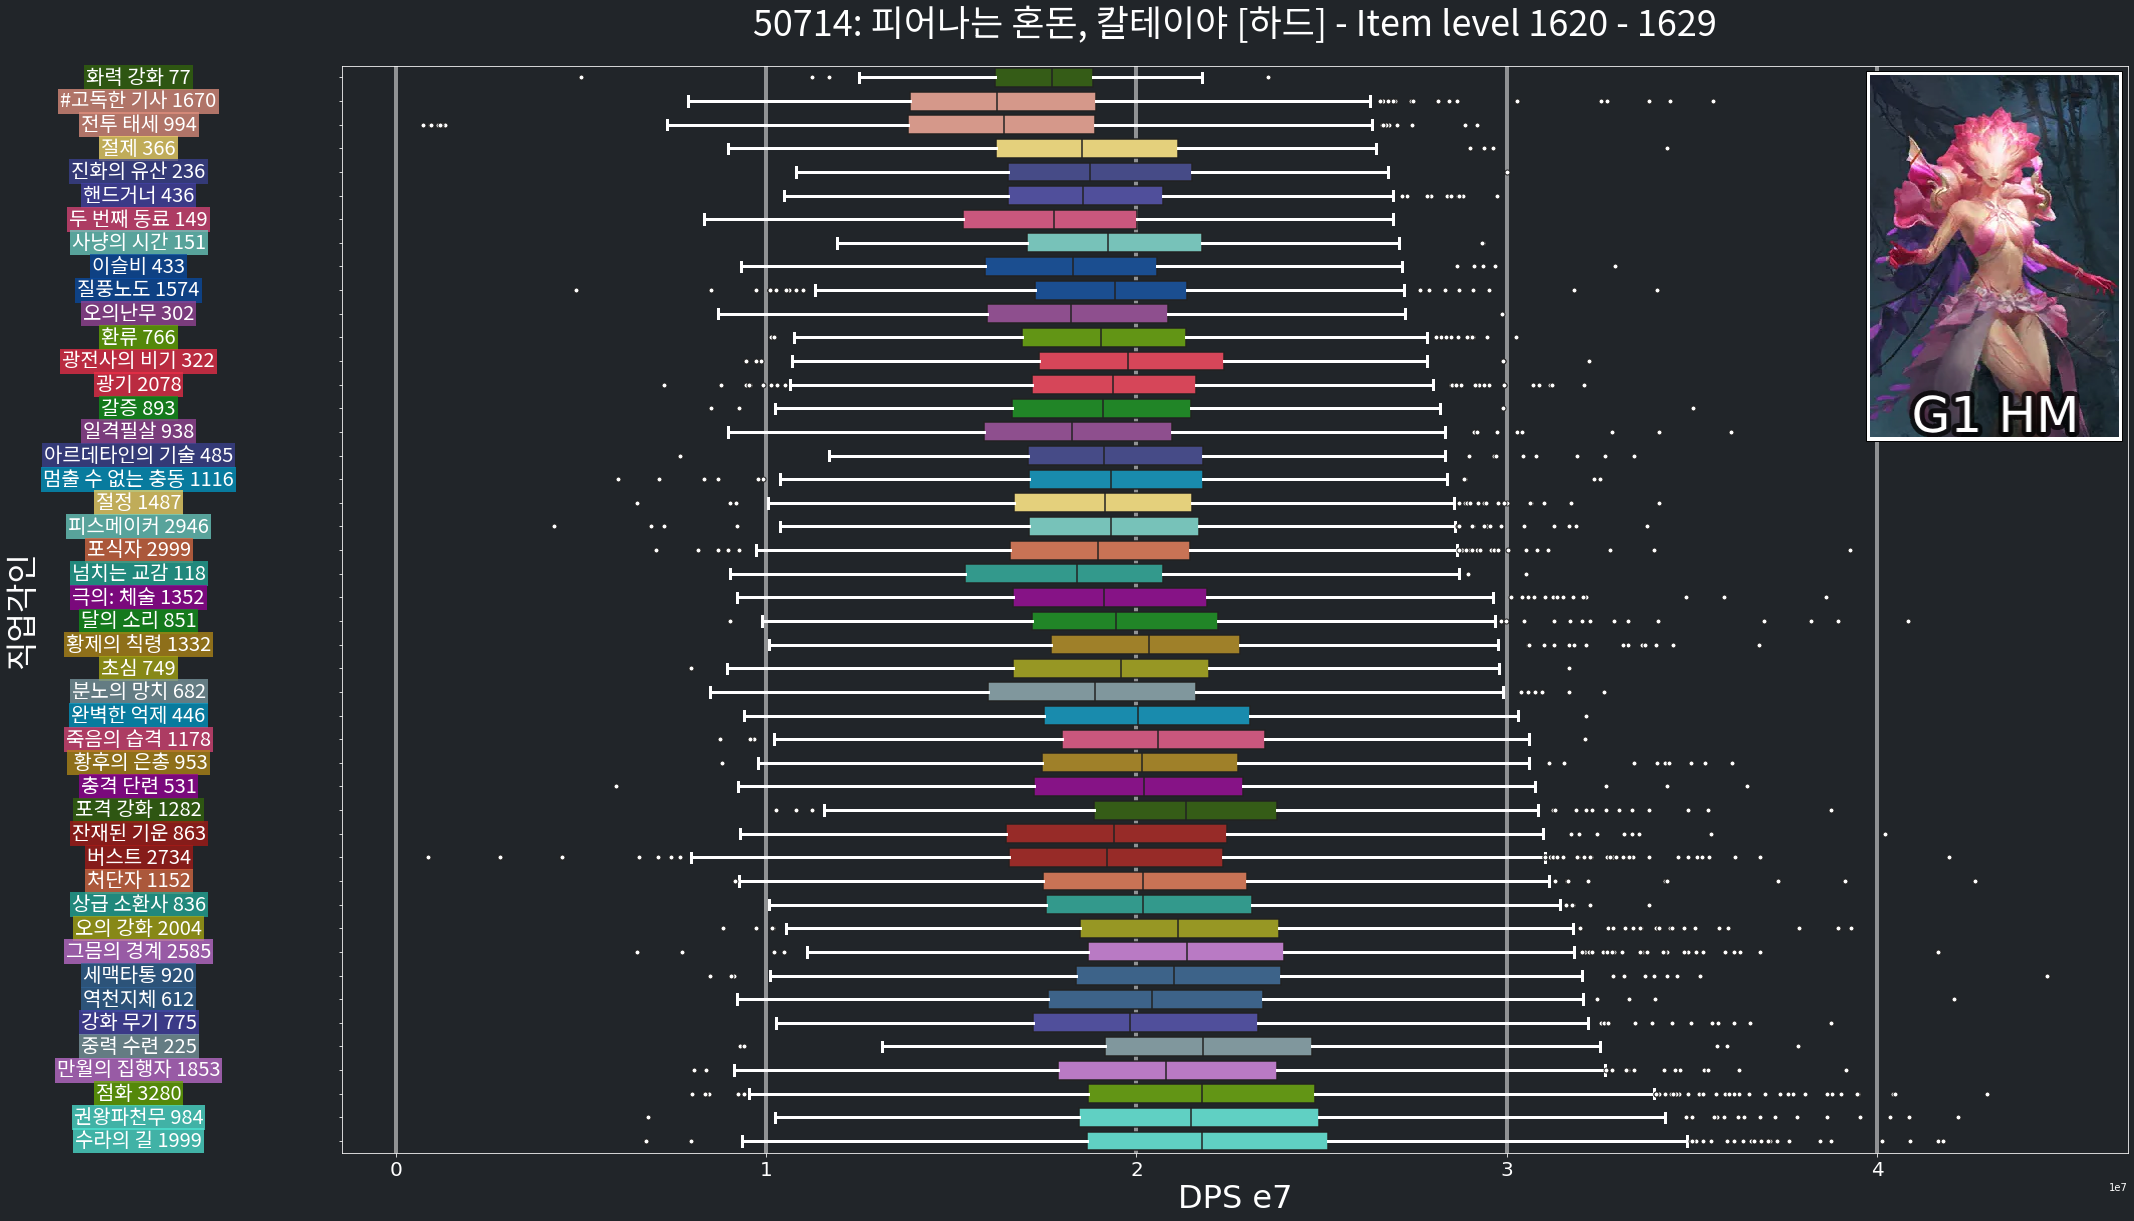 50714: 피어나는 혼돈, 칼테이야 [하드] - Item level 1620 - 1629
화력 강화 77
#고독한 기사 1670
전투 태세 994
절제 366
진화의 유산 236
핸드거너 436
두 번째 동료 149
사냥의 시간 151
이슬비 433
질풍노도 1574
오의난무 302
환류 766
광전사의 비기 322
광기 2078
갈증 893
일격필살 938
아르데타인의 기술 485
멈출 수 없는 충동 1116
절정 1487
피스메이커 2946
포식자 2999
넘치는 교감 118
극의: 체술 1352
달의 소리 851
황제의 칙령 1332
초심 749
분노의 망치 682
완벽한 억제 446
죽음의 습격 1178
황후의 은총 953
충격 단련 531
포격 강화 1282
잔재된 기운 863
버스트 2734
처단자 1152
상급 소환사 836
오의 강화 2004
그믐의 경계 2585
세맥타통 920
역천지체 612
강화 무기 775
중력 수련 225
만월의 집행자 1853
점화 3280
권왕파천무 984
수라의 길 1999
직업각인
G1 HM
0 1 2 3 4
DPS e7
1e7